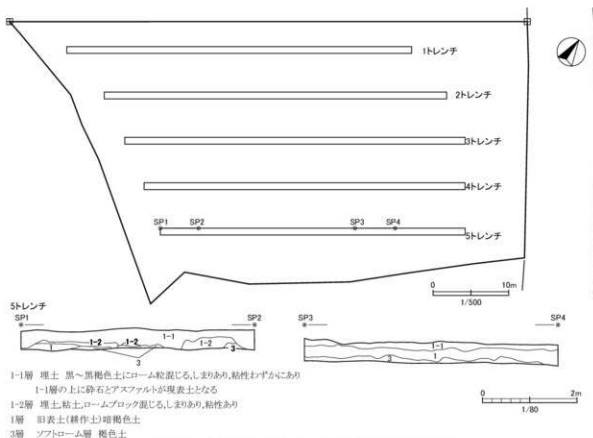 1トレンチ
2トレンチ
3トレンチ
4トレンチ
SP1 SP2 SP3 SP4
5トレンチ
0 10m
1/500
5トレンチ
SP1 SP2 SP3 SP4
1-1
1-2 1-2 1-2
1 3
3
1-1
3 1
1-1層 埋土 黒～黒褐色土にローム粒混じる,しまりあり,粘性わずかにあり
1-1層の上に砕石とアスファルトが現表土となる
1-2層 埋土,粘土,ロームブロック混じる,しまりあり,粘性あり
1層 旧表土(耕作土)暗褐色土
3層 ソフトローム層 褐色土
0 2m
1/80